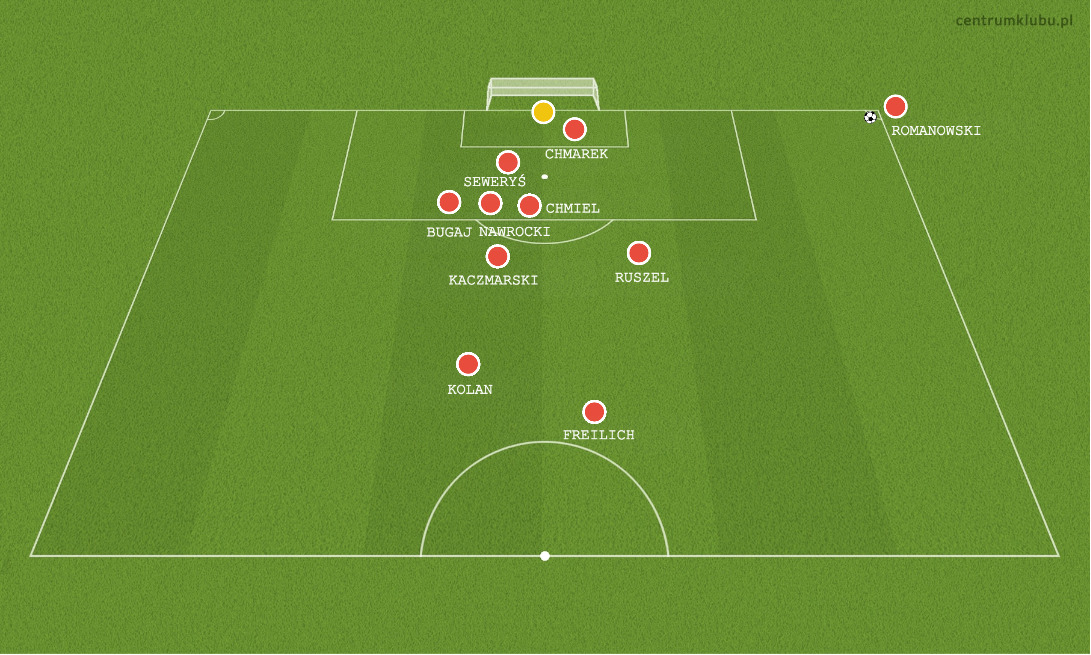 centrumklubu.pl
ROMANOWSKI
CHMAREK
SEWERYŚ
CHMIEL
BUGAJ NAWROCKI
KACZMARSKI
RUSZEL
KOLAN
FREILICH